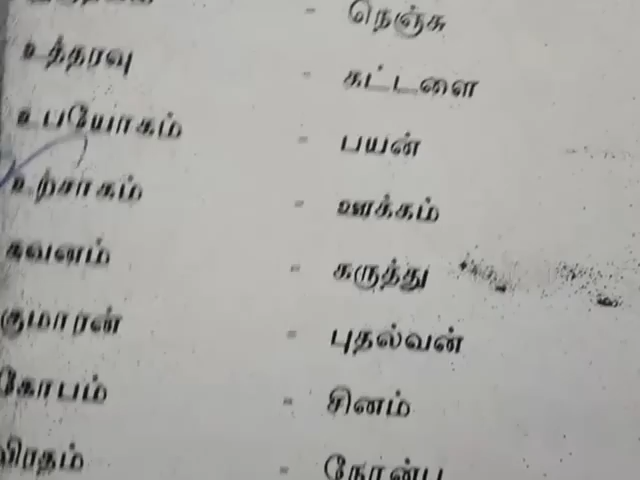 - நெஞ்சு
உத்தரவு - கட்டளை
உபயோகம் - பயன்
உற்சாகம் - ஊக்கம்
கவனம் - கருத்து
குமாரன் - புதல்வன்
கோபம் - சினம்
விரதம் - நோன்பு